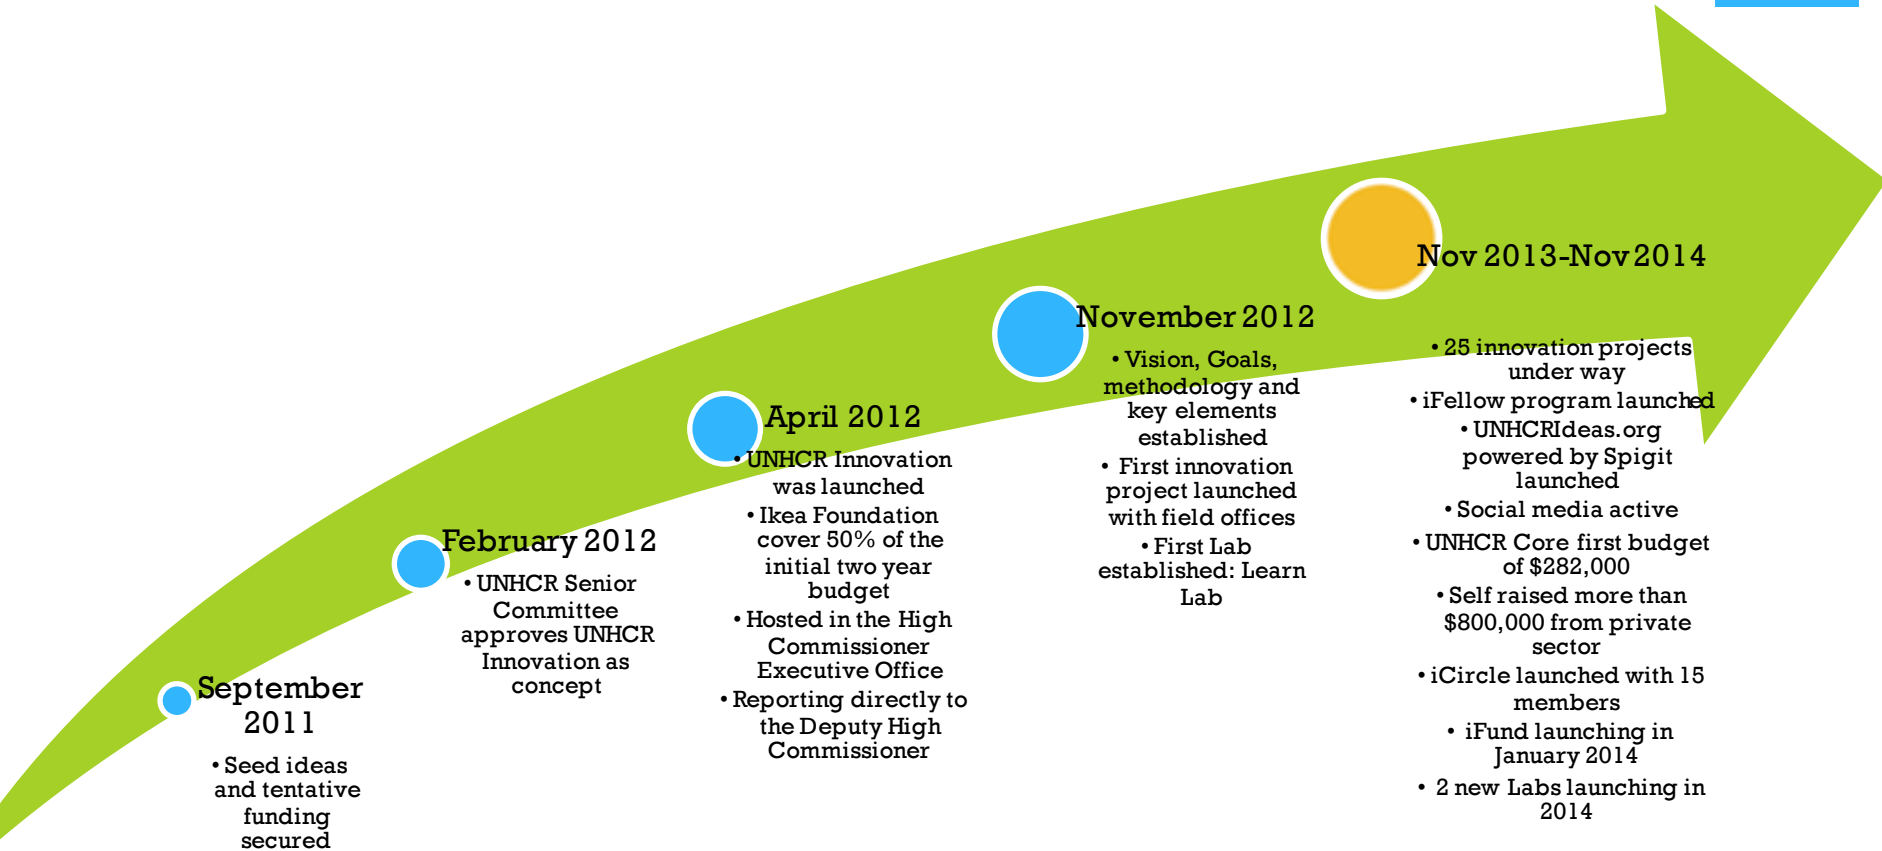 September
2011
• Seed ideas
and tentative
funding
secured
February 2012
• UNHCR Senior
Committee
approves UNHCR
Innovation as
concept
April 2012
• UNHCR Innovation
was launched
• Ikea Foundation
cover 50% of the
initial two year
budget
• Hosted in the High
Commissioner
Executive Office
• Reporting directly to
the Deputy High
Commissioner
November 2012
• Vision, Goals,
methodology and
key elements
established
• First innovation
project launched
with field offices
• First Lab
established: Learn
Lab
Nov 2013-Nov 2014
• 25 innovation projects
under way
• iFellow program launched
• UNHCRIdeas.org
powered by Spigit
launched
• Social media active
• UNHCR Core first budget
of $282,000
• Self raised more than
$800,000 from private
sector
• iCircle launched with 15
members
• iFund launching in
January 2014
• 2 new Labs launching in
2014